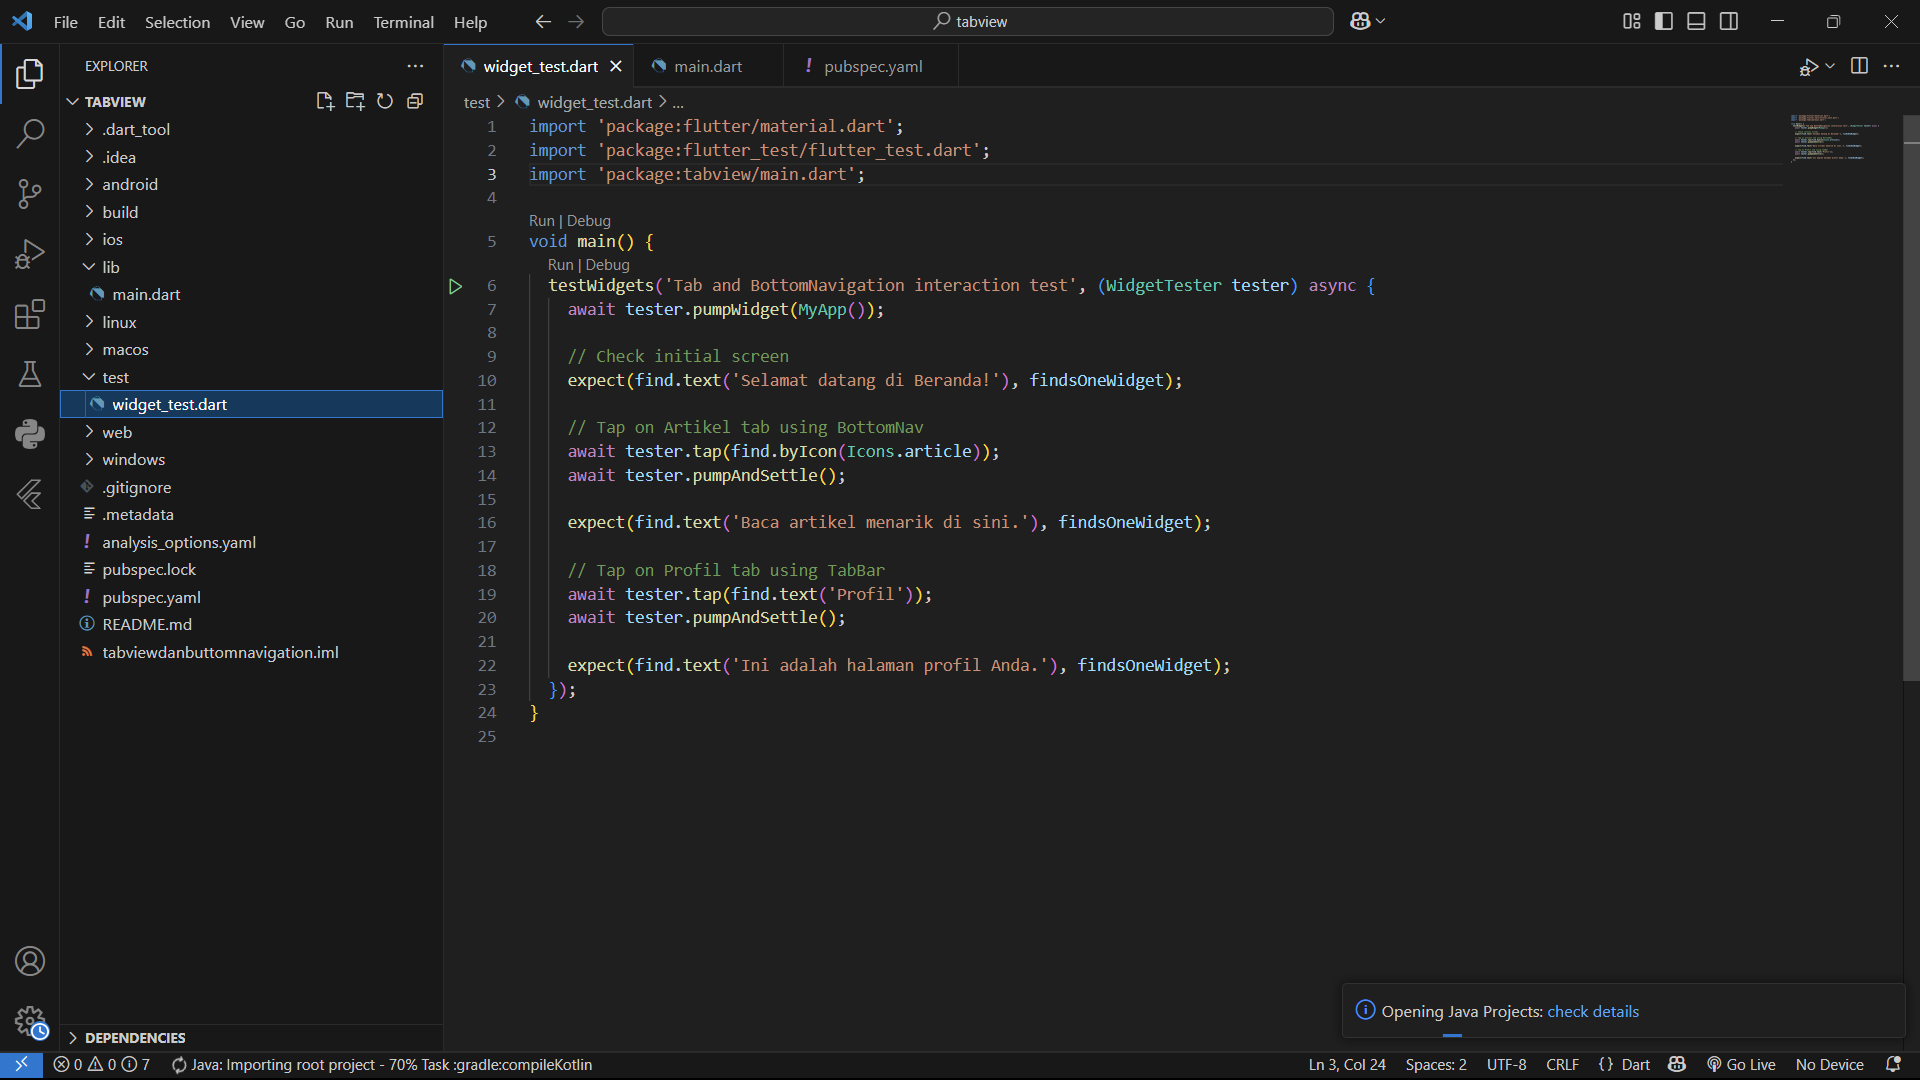 File Edit Selection View Go Run Terminal Help
tabview
EXPLORER
TABVIEW
.dart_tool
.idea
android
build
ios
lib
main.dart
linux
macos
test
widget_test.dart
web
windows
.gitignore
.metadata
analysis_options.yaml
pubspec.lock
pubspec.yaml
README.md
tabviewdanbuttomnavigation.iml
DEPENDENCIES
widget_test.dart main.dart pubspec.yaml
test > widget_test.dart > ...
1 import 'package:flutter/material.dart';
2 import 'package:flutter_test/flutter_test.dart';
3 import 'package:tabview/main.dart';
4
Run | Debug
5 void main() {
Run | Debug
6 testWidgets('Tab and BottomNavigation interaction test', (WidgetTester tester) async {
7 await tester.pumpWidget(MyApp());
8
9 // Check initial screen
10 expect(find.text('Selamat datang di Beranda!'), findsOneWidget);
11
12 // Tap on Artikel tab using BottomNav
13 await tester.tap(find.byIcon(Icons.article));
14 await tester.pumpAndSettle();
15
16 expect(find.text('Baca artikel menarik di sini.'), findsOneWidget);
17
18 // Tap on Profil tab using TabBar
19 await tester.tap(find.text('Profil'));
20 await tester.pumpAndSettle();
21
22 expect(find.text('Ini adalah halaman profil Anda.'), findsOneWidget);
23 });
24 }
25
Opening Java Projects: check details
0 0 7 Java: Importing root project - 70% Task :gradle:compileKotlin
Ln 3, Col 24 Spaces: 2 UTF-8 CRLF {} Dart Go Live No Device